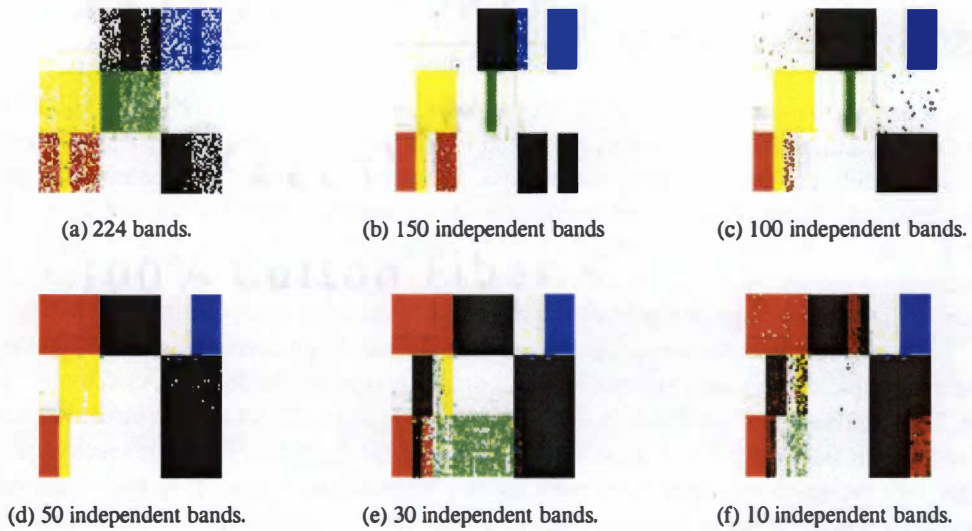 (a) 224 bands.
(b) 150 independent bands
(c) 100 independent bands.
(d) 50 independent bands.
(e) 30 independent bands.
(f) 10 independent bands.